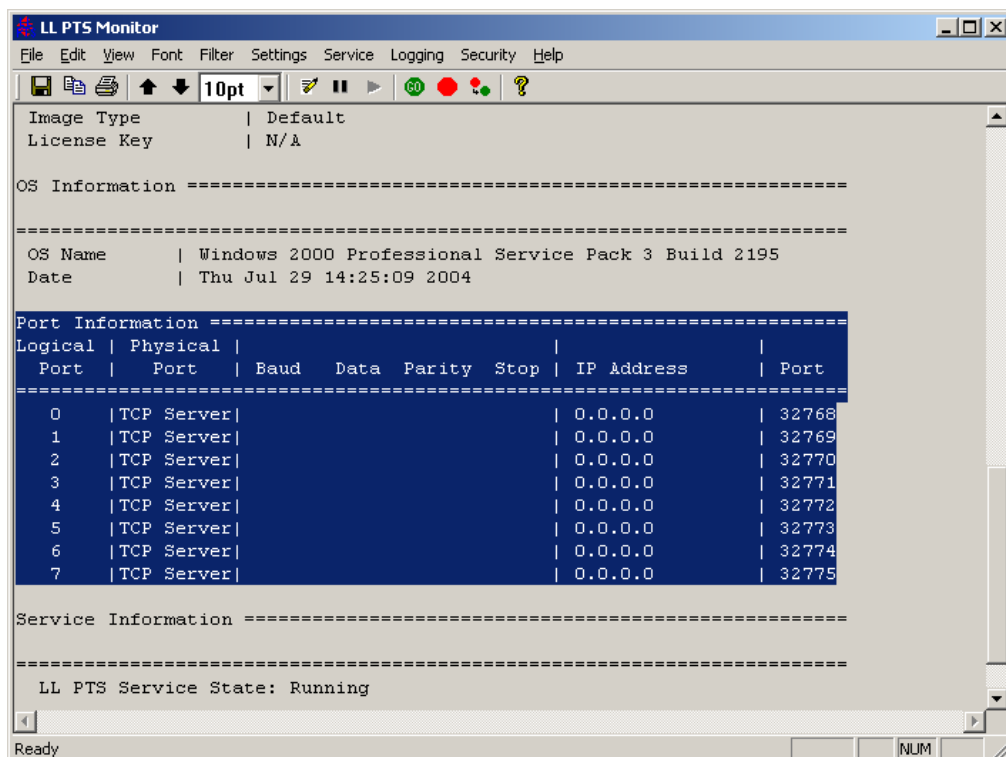 LL PTS Monitor
File Edit View Font Filter Settings Service Logging Security Help
10pt GO
Image Type | Default
License Key | N/A
OS Information ==========================================================
=========================================================================
OS Name | Windows 2000 Professional Service Pack 3 Build 2195
Date | Thu Jul 29 14:25:09 2004
Port Information ========================================================
Logical | Physical | | |
Port | Port | Baud Data Parity Stop | IP Address | Port
=========================================================================
0 |TCP Server| | 0.0.0.0 | 32768
1 |TCP Server| | 0.0.0.0 | 32769
2 |TCP Server| | 0.0.0.0 | 32770
3 |TCP Server| | 0.0.0.0 | 32771
4 |TCP Server| | 0.0.0.0 | 32772
5 |TCP Server| | 0.0.0.0 | 32773
6 |TCP Server| | 0.0.0.0 | 32774
7 |TCP Server| | 0.0.0.0 | 32775
Service Information =====================================================
=========================================================================
LL PTS Service State: Running
Ready NUM